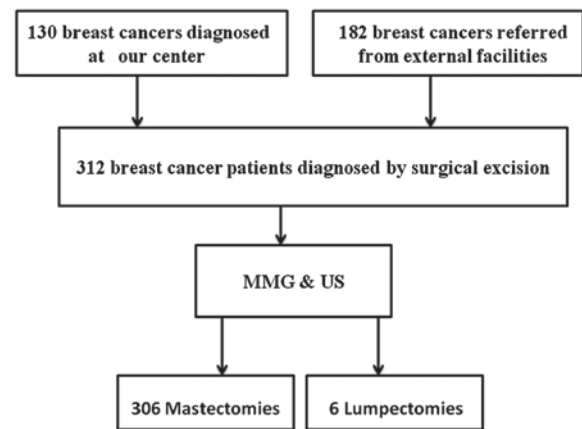 130 breast cancers diagnosed
at our center
182 breast cancers referred
from external facilities
312 breast cancer patients diagnosed by surgical excision
MMG & US
306 Mastectomies
6 Lumpectomies